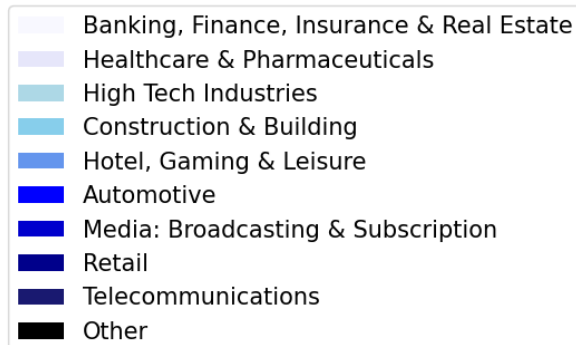 Banking, Finance, Insurance & Real Estate
Healthcare & Pharmaceuticals
High Tech Industries
Construction & Building
Hotel, Gaming & Leisure
Automotive
Media: Broadcasting & Subscription
Retail
Telecommunications
Other